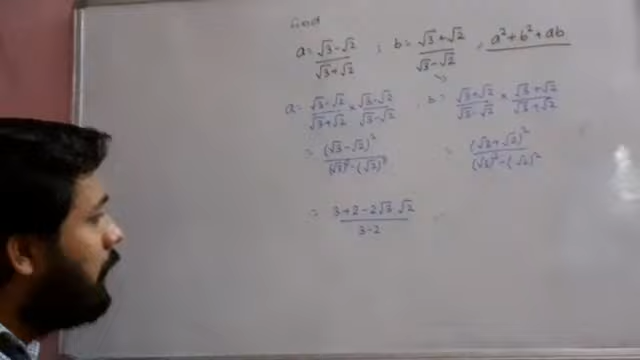 find
a = √3-√2 / √3+√2 ; b = √3+√2 / √3-√2 , a² + b² + ab
a = √3-√2 / √3+√2 × √3-√2 / √3-√2 , b = √3+√2 / √3-√2 × √3+√2 / √3+√2
= (√3-√2)² / (√3)²-(√2)² = (√3+√2)² / (√3)²-(√2)²
= 3+2-2√3·√2 / 3-2 =